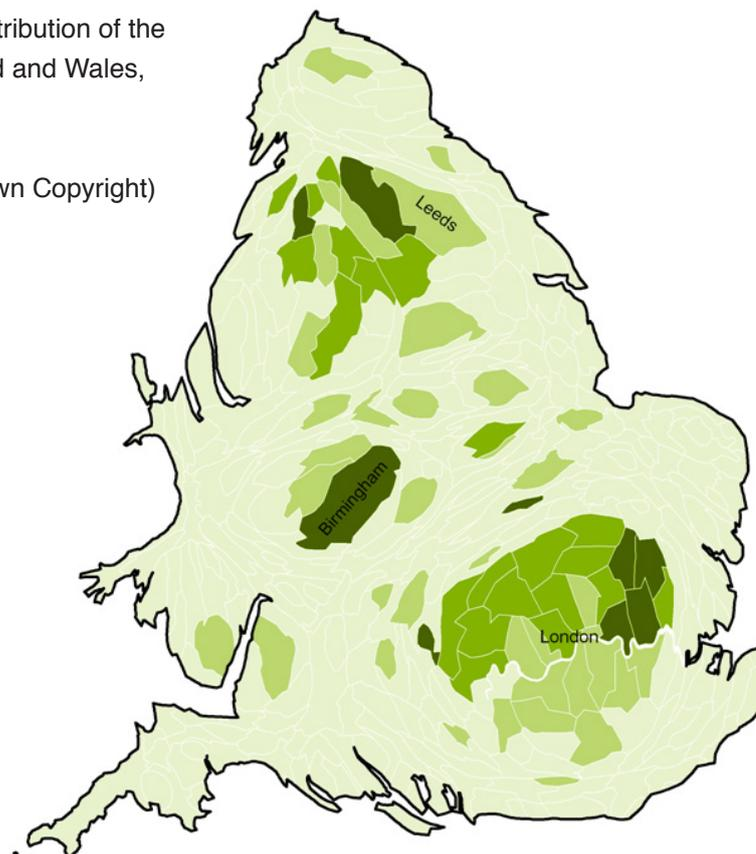 tribution of the
d and Wales,
wn Copyright)
Leeds
Birmingham
London